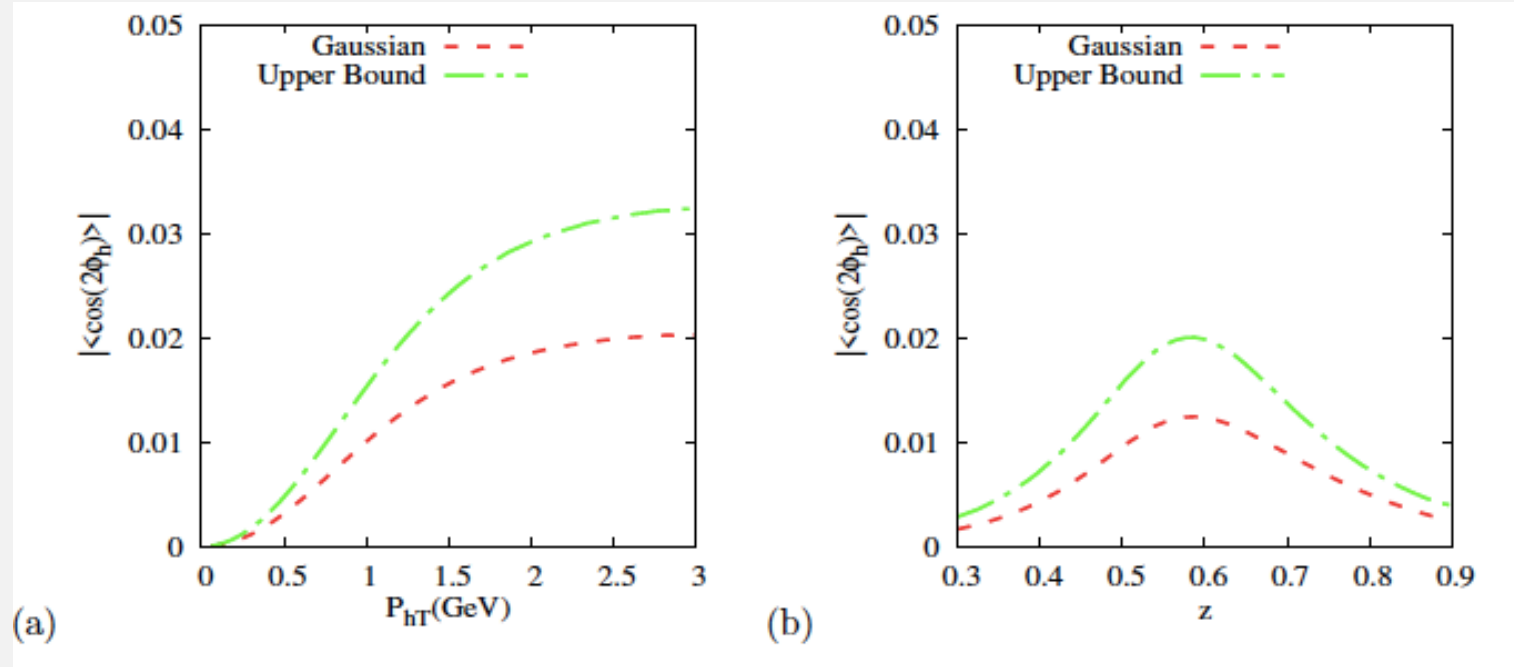 0.05
0.04
0.03
0.02
0.01
0
|<cos(2ϕh)>|
Gaussian
Upper Bound
0 0.5 1 1.5 2 2.5 3
PhT(GeV)
(a)
0.05
0.04
0.03
0.02
0.01
0
|<cos(2ϕh)>|
Gaussian
Upper Bound
0.3 0.4 0.5 0.6 0.7 0.8 0.9
z
(b)